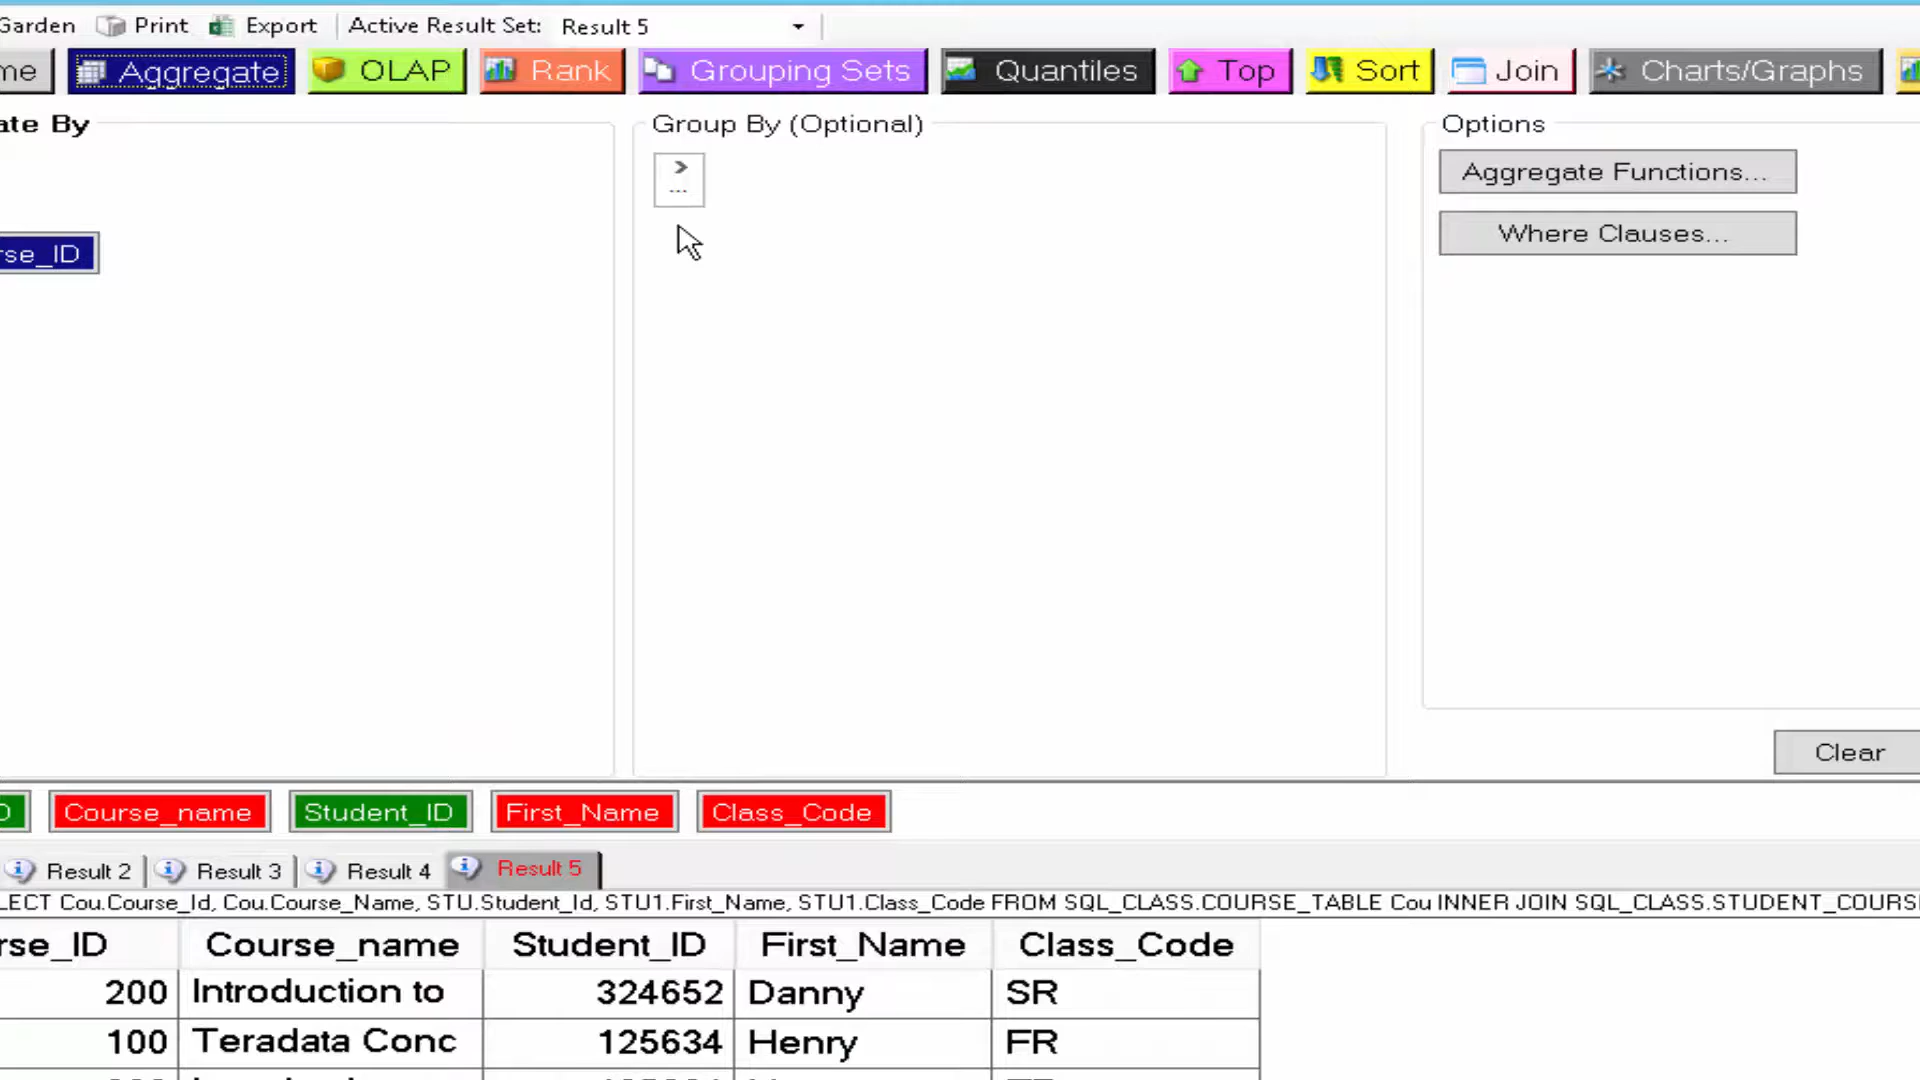 Garden Print Export Active Result Set: Result 5
me Aggregate OLAP Rank Grouping Sets Quantiles Top Sort Join Charts/Graphs
ate By Group By (Optional) Options
> ...
Aggregate Functions...
Where Clauses...
rse_ID
Clear
D Course_name Student_ID First_Name Class_Code
Result 2 Result 3 Result 4 Result 5
LECT Cou.Course_Id, Cou.Course_Name, STU.Student_Id, STU1.First_Name, STU1.Class_Code FROM SQL_CLASS.COURSE_TABLE Cou INNER JOIN SQL_CLASS.STUDENT_COURS
rse_ID Course_name Student_ID First_Name Class_Code
200 Introduction to 324652 Danny SR
100 Teradata Conc 125634 Henry FR